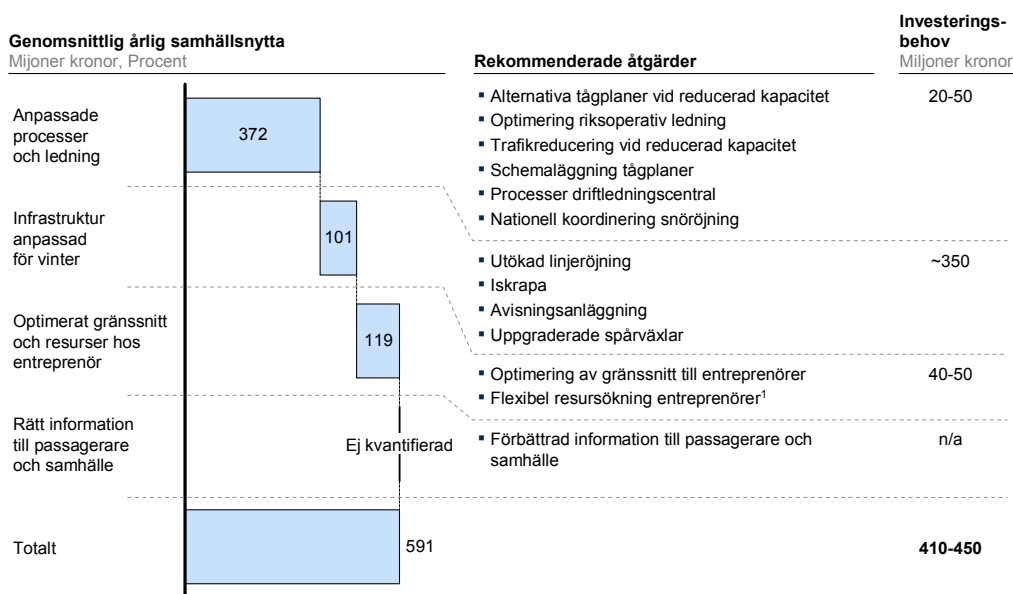 Genomsnittlig årlig samhällsnytta
Mijoner kronor, Procent
Rekommenderade åtgärder
Investerings-
behov
Miljoner kronor
Anpassade
processer
och ledning
372
▪ Alternativa tågplaner vid reducerad kapacitet
▪ Optimering riksoperativ ledning
▪ Trafikreducering vid reducerad kapacitet
▪ Schemaläggning tågplaner
▪ Processer driftledningscentral
▪ Nationell koordinering snöröjning
20-50
Infrastruktur
anpassad
för vinter
101
▪ Utökad linjeröjning
▪ Iskrapa
▪ Avisningsanläggning
▪ Uppgraderade spårväxlar
~350
Optimerat gränssnitt
och resurser hos
entreprenör
119
▪ Optimering av gränssnitt till entreprenörer
▪ Flexibel resursökning entreprenörer¹
40-50
Rätt information
till passagerare
och samhälle
Ej kvantifierad
▪ Förbättrad information till passagerare och
samhälle
n/a
Totalt
591
410-450